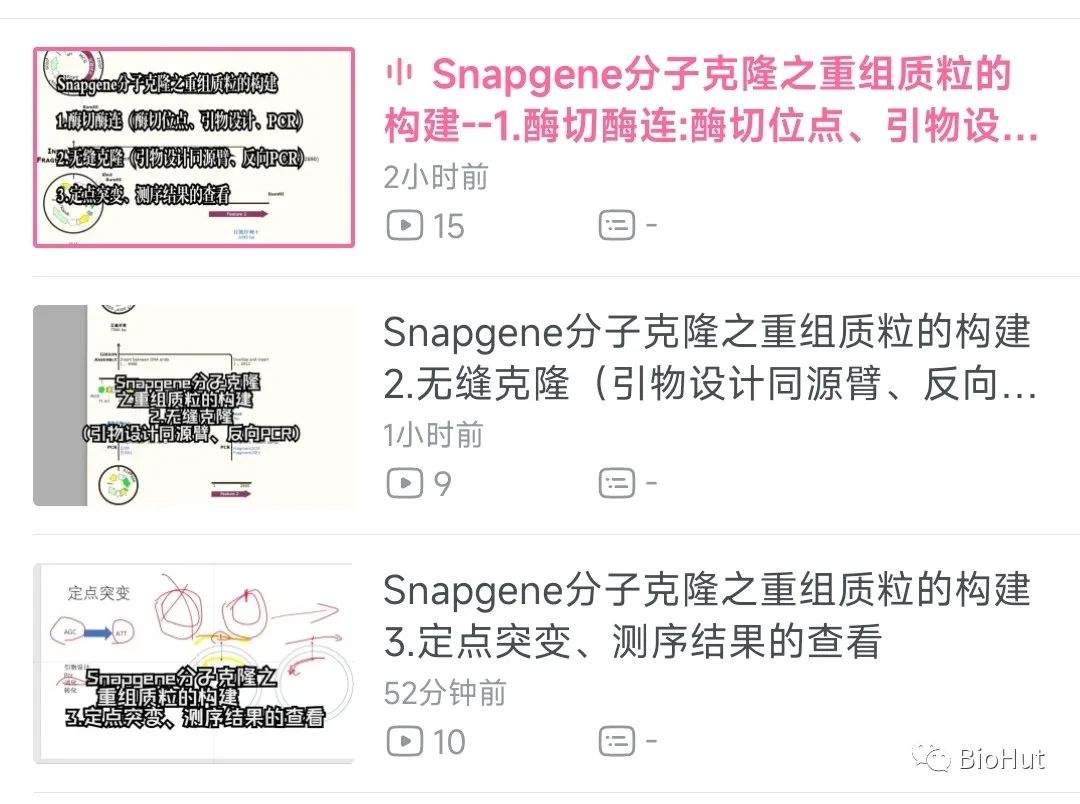 Snapgene分子克隆之重组质粒的构建
1.酶切酶连（酶切位点、引物设计、PCR）
2.无缝克隆（引物设计同源臂、反向PCR）
3.定点突变、测序结果的查看
Feature 2
Snapgene分子克隆之重组质粒的
构建--1.酶切酶连:酶切位点、引物设...
2小时前
15
-
Snapgene分子克隆
之重组质粒的构建
2.无缝克隆
(引物设计同源臂、反向PCR)
Feature 2
Snapgene分子克隆之重组质粒的构建
2.无缝克隆（引物设计同源臂、反向...
1小时前
9
-
定点突变
AGC
ATT
引物设计
转化
Snapgene分子克隆之
重组质粒的构建
3.定点突变、测序结果的查看
Snapgene分子克隆之重组质粒的构建
3.定点突变、测序结果的查看
52分钟前
10
-
BioHut